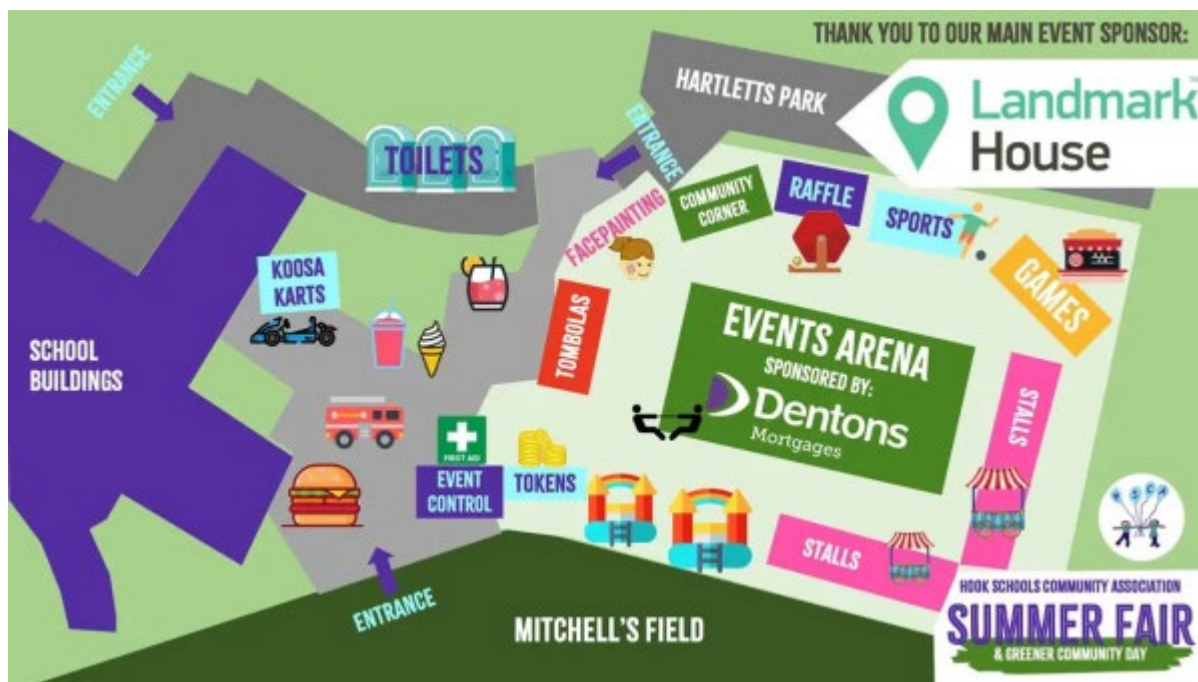 THANK YOU TO OUR MAIN EVENT SPONSOR:
Landmark
House
HARTLETTS PARK
ENTRANCE
ENTRANCE
TOILETS
FACEPAINTING
COMMUNITY
CORNER
RAFFLE
SPORTS
GAMES
KOOSA
KARTS
TOMBOLAS
EVENTS ARENA
SPONSORED BY:
Dentons
Mortgages
SCHOOL
BUILDINGS
STALLS
FIRST AID
EVENT
CONTROL
TOKENS
STALLS
ENTRANCE
MITCHELL'S FIELD
HSCA
HOOK SCHOOLS COMMUNITY ASSOCIATION
SUMMER FAIR
& GREENER COMMUNITY DAY